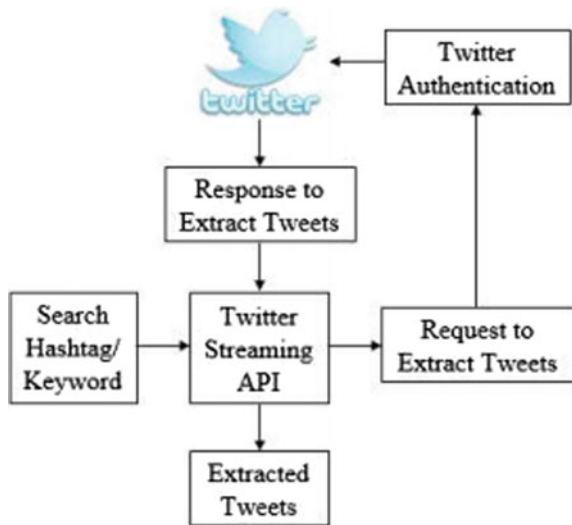 twitter
Twitter
Authentication
Response to
Extract Tweets
Search
Hashtag/
Keyword
Twitter
Streaming
API
Request to
Extract Tweets
Extracted
Tweets